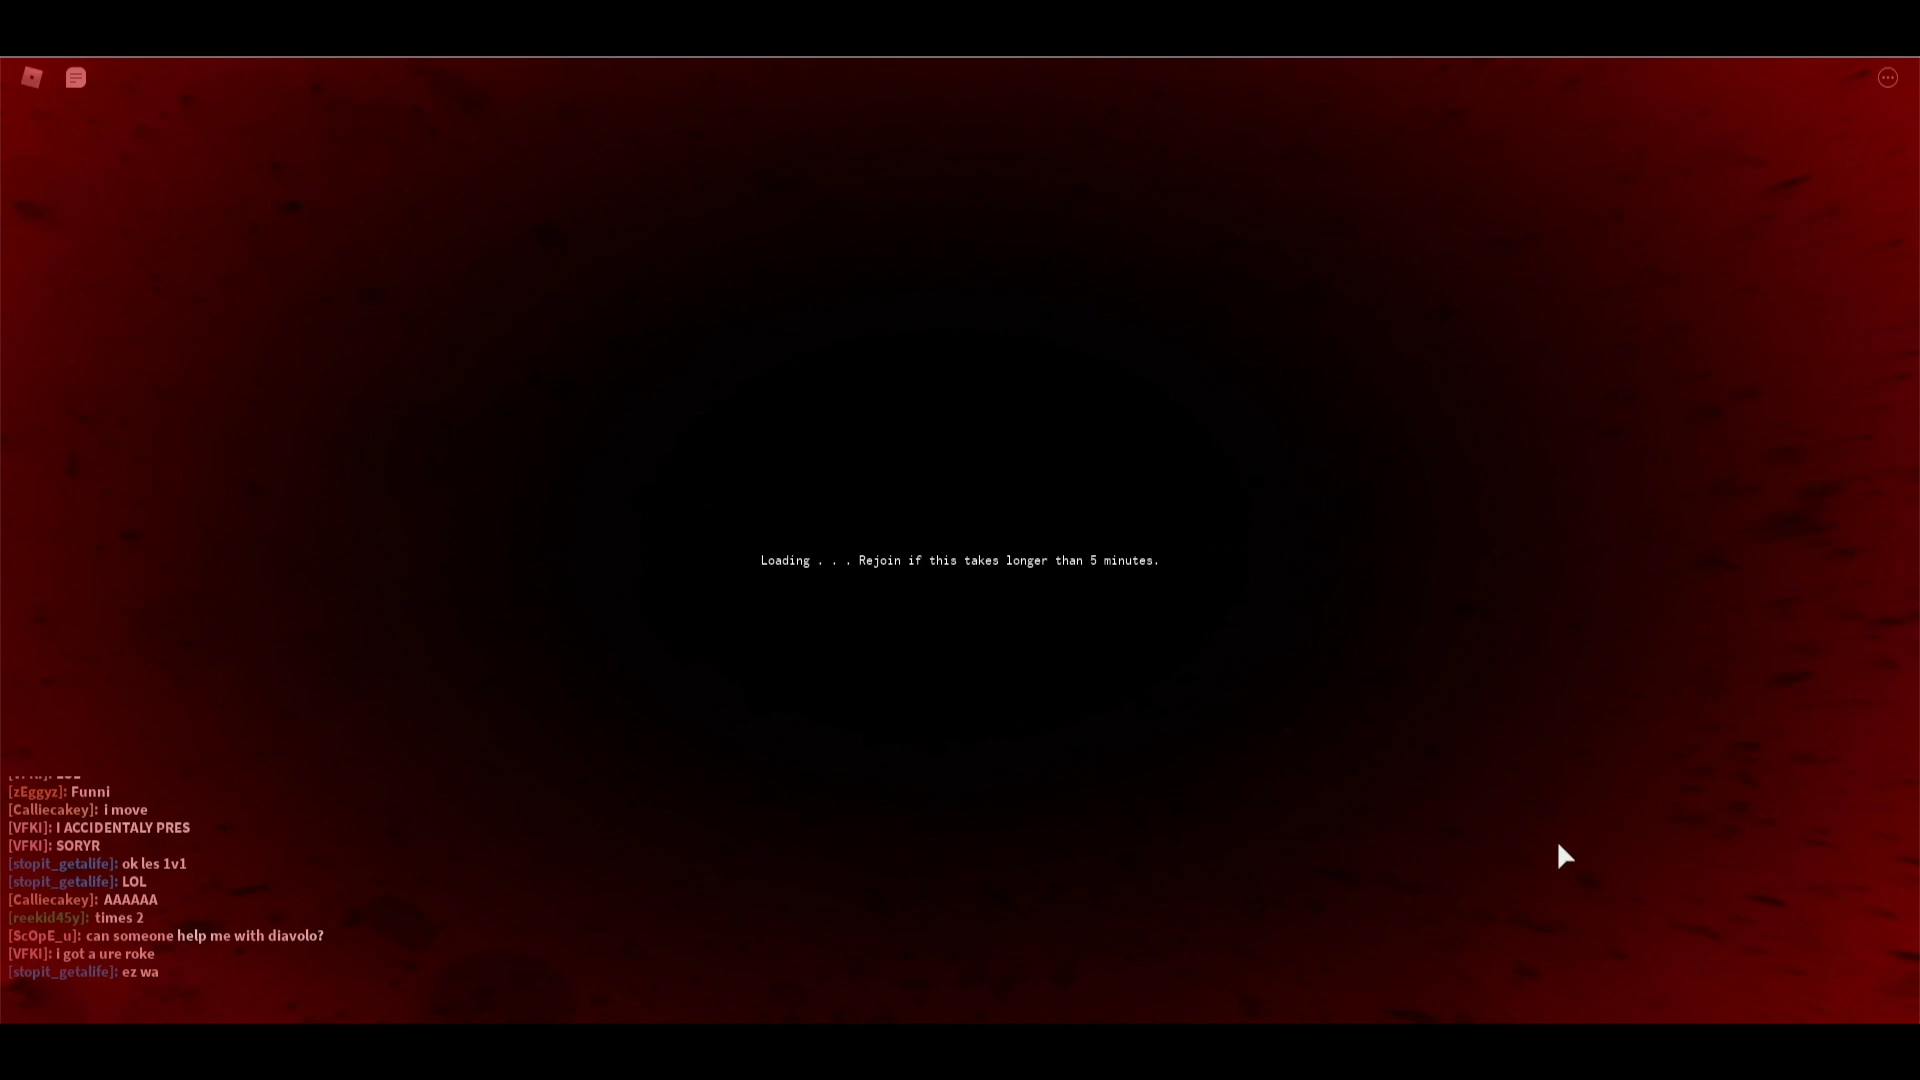 Loading . . . Rejoin if this takes longer than 5 minutes.
[zEggyz]: Funni
[Calliecakey]: i move
[VFKI]: I ACCIDENTALY PRES
[VFKI]: SORYR
[stopit_getalife]: ok les 1v1
[stopit_getalife]: LOL
[Calliecakey]: AAAAAA
[reekid45y]: times 2
[ScOpE_u]: can someone help me with diavolo?
[VFKI]: i got a ure roke
[stopit_getalife]: ez wa